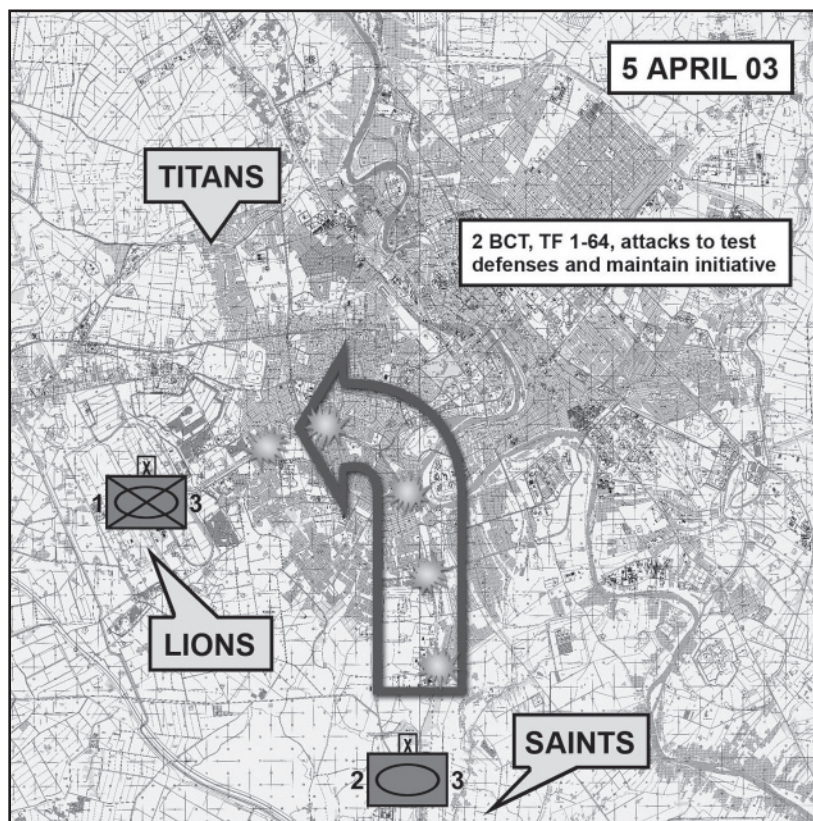 5 APRIL 03
TITANS
2 BCT, TF 1-64, attacks to test
defenses and maintain initiative
X
1 3
LIONS
SAINTS
X
2 3